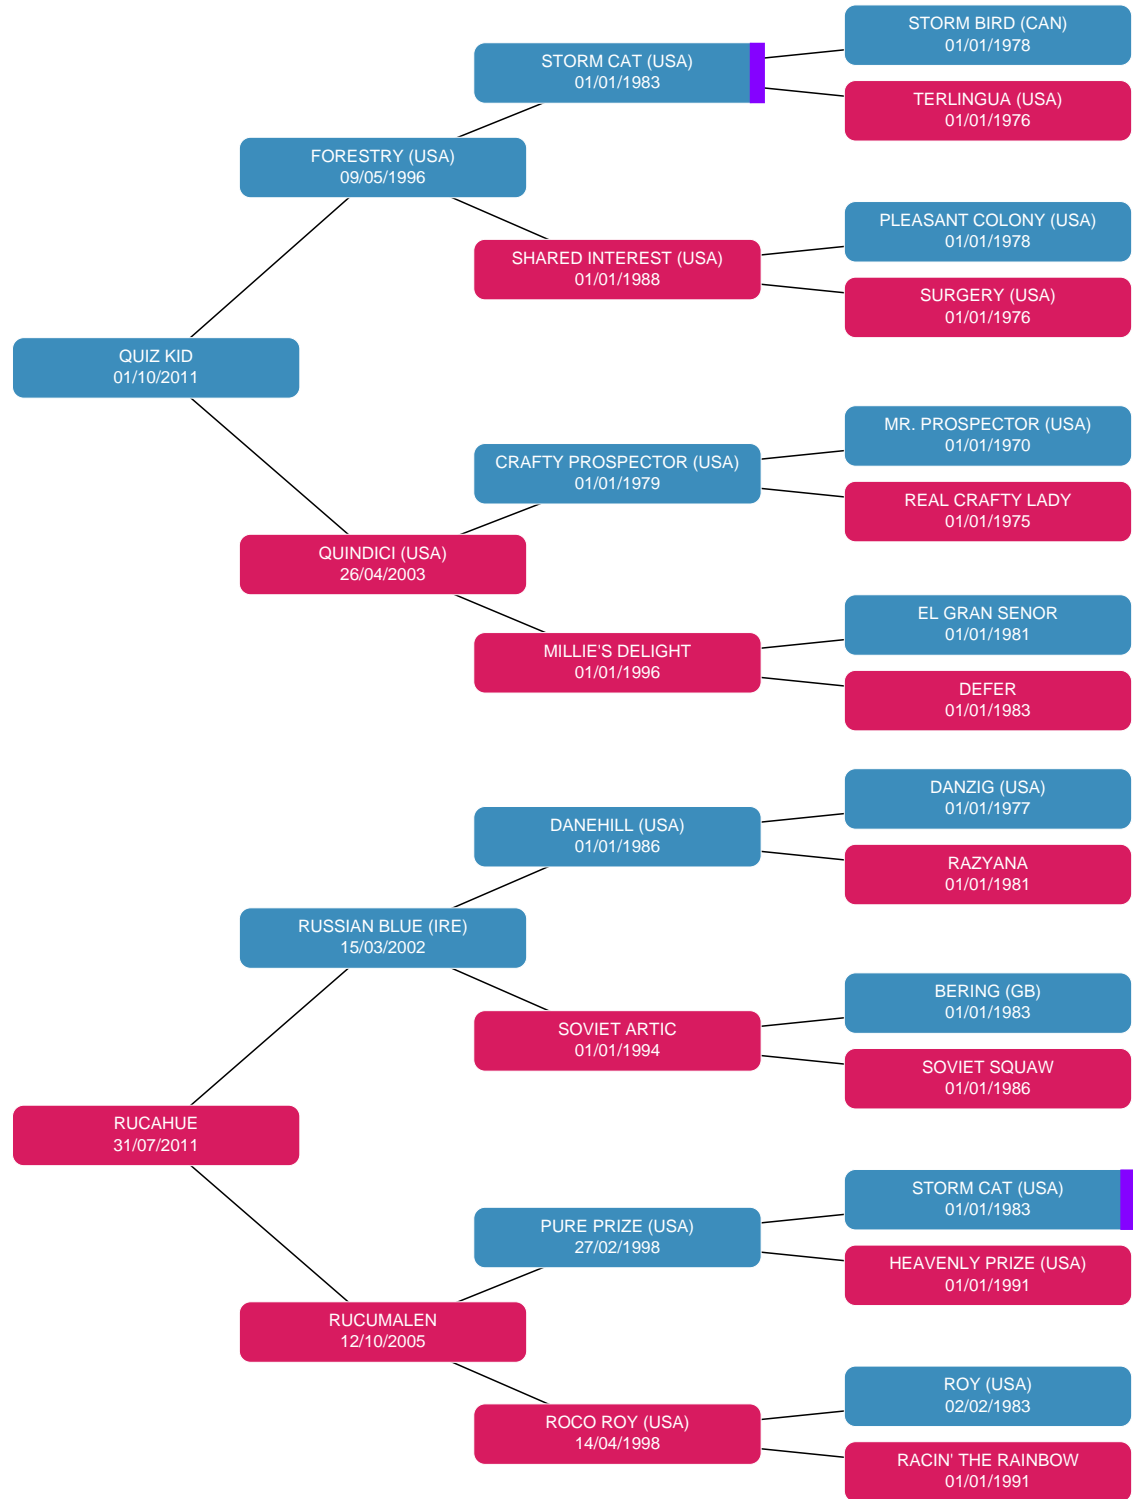 STORM BIRD (CAN)
01/01/1978
STORM CAT (USA)
01/01/1983
TERLINGUA (USA)
01/01/1976
FORESTRY (USA)
09/05/1996
PLEASANT COLONY (USA)
01/01/1978
SHARED INTEREST (USA)
01/01/1988
SURGERY (USA)
01/01/1976
QUIZ KID
01/10/2011
MR. PROSPECTOR (USA)
01/01/1970
CRAFTY PROSPECTOR (USA)
01/01/1979
REAL CRAFTY LADY
01/01/1975
QUINDICI (USA)
26/04/2003
EL GRAN SENOR
01/01/1981
MILLIE'S DELIGHT
01/01/1996
DEFER
01/01/1983
DANZIG (USA)
01/01/1977
DANEHILL (USA)
01/01/1986
RAZYANA
01/01/1981
RUSSIAN BLUE (IRE)
15/03/2002
BERING (GB)
01/01/1983
SOVIET ARTIC
01/01/1994
SOVIET SQUAW
01/01/1986
RUCAHUE
31/07/2011
STORM CAT (USA)
01/01/1983
PURE PRIZE (USA)
27/02/1998
HEAVENLY PRIZE (USA)
01/01/1991
RUCUMALEN
12/10/2005
ROY (USA)
02/02/1983
ROCO ROY (USA)
14/04/1998
RACIN' THE RAINBOW
01/01/1991